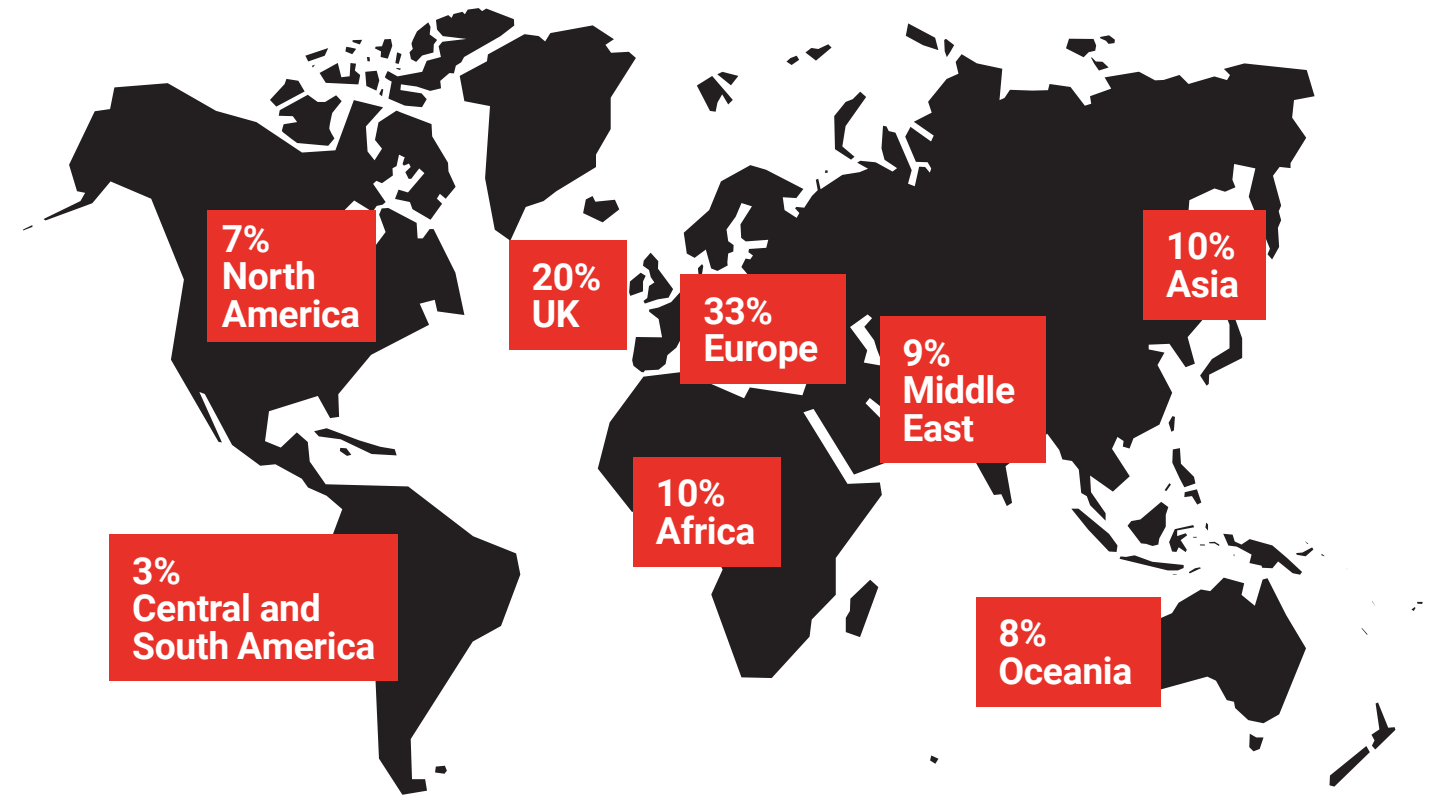 7%
North
America
20%
UK
33%
Europe
9%
Middle
East
10%
Asia
10%
Africa
3%
Central and
South America
8%
Oceania